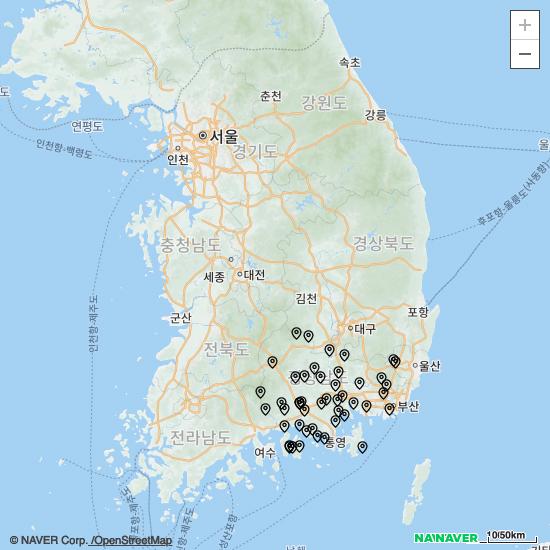 +
−
속초
춘천
강원도
강릉
도
연평도
서울
울
인천
경기도
인천항-백령도
후포항-울릉도(사동항)
충청남도
경상북도
세종
대전
김천
포항
인천항-제주도
군산
대구
전북도
울산
부산
전라남도
여수
통영
© NAVER Corp. /OpenStreetMap
NAVER
10/50km